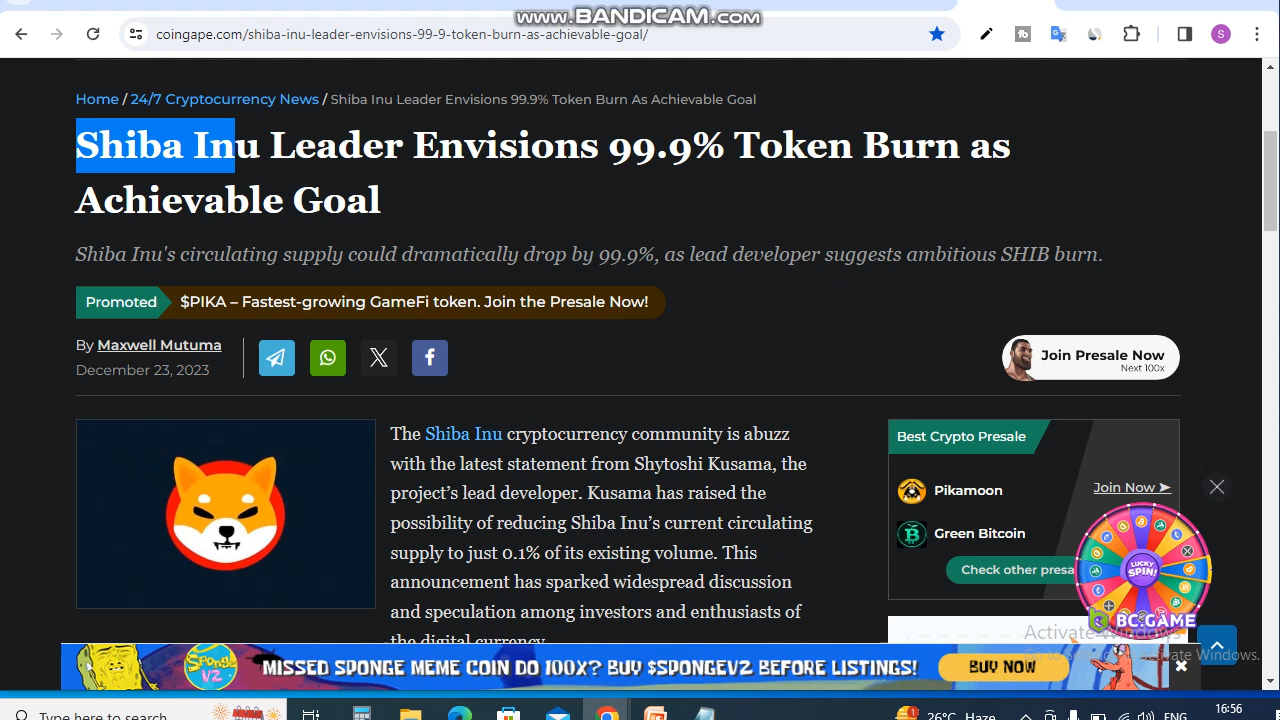 www.BANDICAM.com
coingape.com/shiba-inu-leader-envisions-99-9-token-burn-as-achievable-goal/
S
Home / 24/7 Cryptocurrency News / Shiba Inu Leader Envisions 99.9% Token Burn As Achievable Goal
Shiba Inu Leader Envisions 99.9% Token Burn as
Achievable Goal
Shiba Inu's circulating supply could dramatically drop by 99.9%, as lead developer suggests ambitious SHIB burn.
Promoted $PIKA – Fastest-growing GameFi token. Join the Presale Now!
By Maxwell Mutuma
December 23, 2023
Join Presale Now
Next 100x
The Shiba Inu cryptocurrency community is abuzz
with the latest statement from Shytoshi Kusama, the
project’s lead developer. Kusama has raised the
possibility of reducing Shiba Inu’s current circulating
supply to just 0.1% of its existing volume. This
announcement has sparked widespread discussion
and speculation among investors and enthusiasts of
the digital currency.
Best Crypto Presale
Pikamoon Join Now ➤
Green Bitcoin
Check other presa
LUCKY
SPIN!
BC.GAME
Activate Windows
SPONGE
V2
MISSED SPONGE MEME COIN DO 100X? BUY $SPONGEV2 BEFORE LISTINGS!
BUY NOW
Type here to search
1
26°C Haze
ENG
16:56